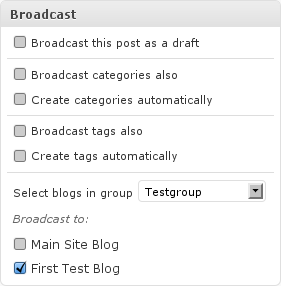 Broadcast
Broadcast this post as a draft
Broadcast categories also
Create categories automatically
Broadcast tags also
Create tags automatically
Select blogs in group Testgroup
Broadcast to:
Main Site Blog
First Test Blog